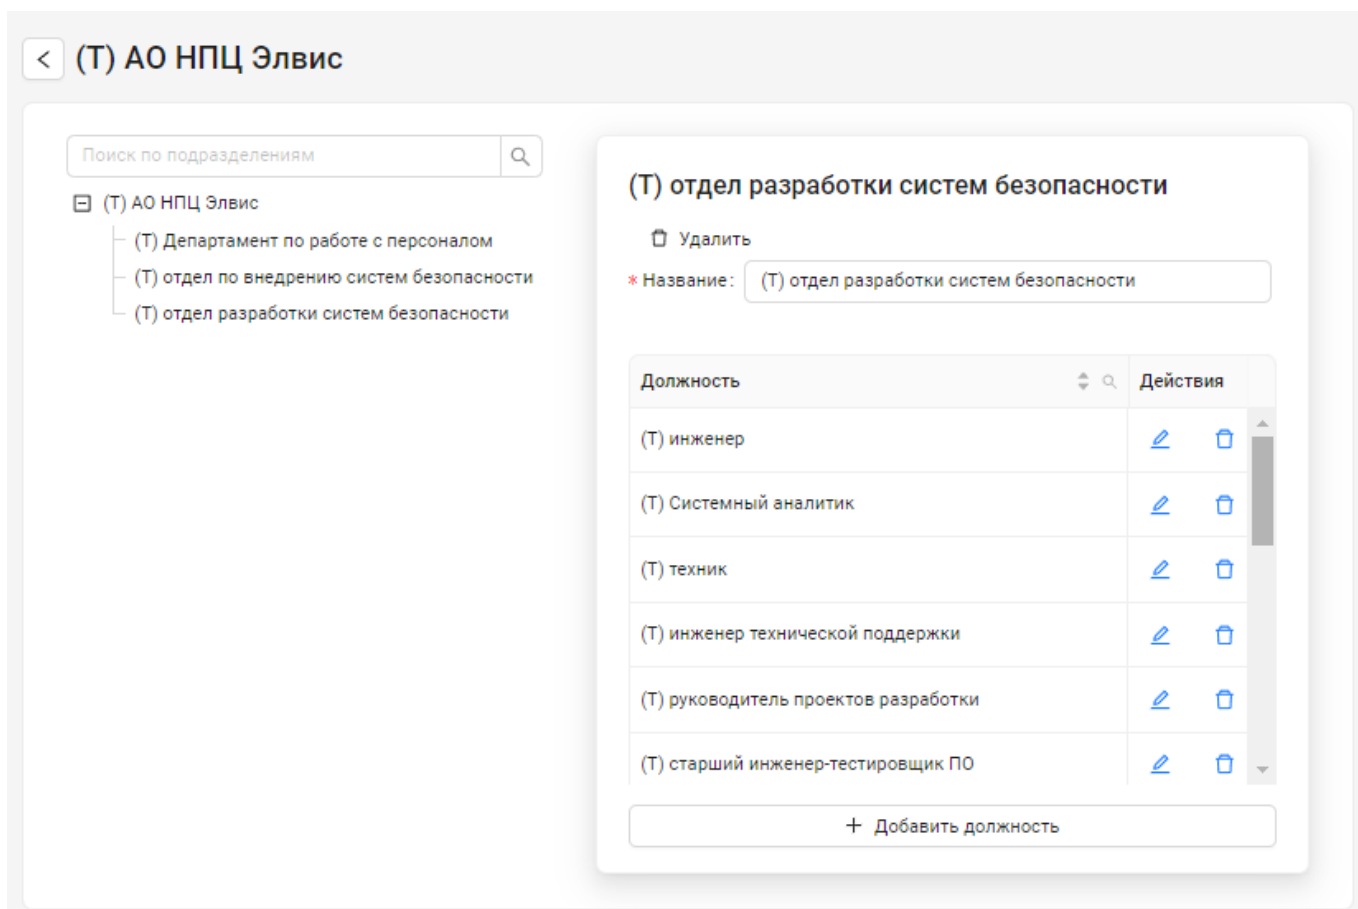 (Т) АО НПЦ Элвис
Поиск по подразделениям
(Т) АО НПЦ Элвис
(Т) Департамент по работе с персоналом
(Т) отдел по внедрению систем безопасности
(Т) отдел разработки систем безопасности
(Т) отдел разработки систем безопасности
Удалить
* Название: (Т) отдел разработки систем безопасности
Должность Действия
(Т) инженер
(Т) Системный аналитик
(Т) техник
(Т) инженер технической поддержки
(Т) руководитель проектов разработки
(Т) старший инженер-тестировщик ПО
+ Добавить должность